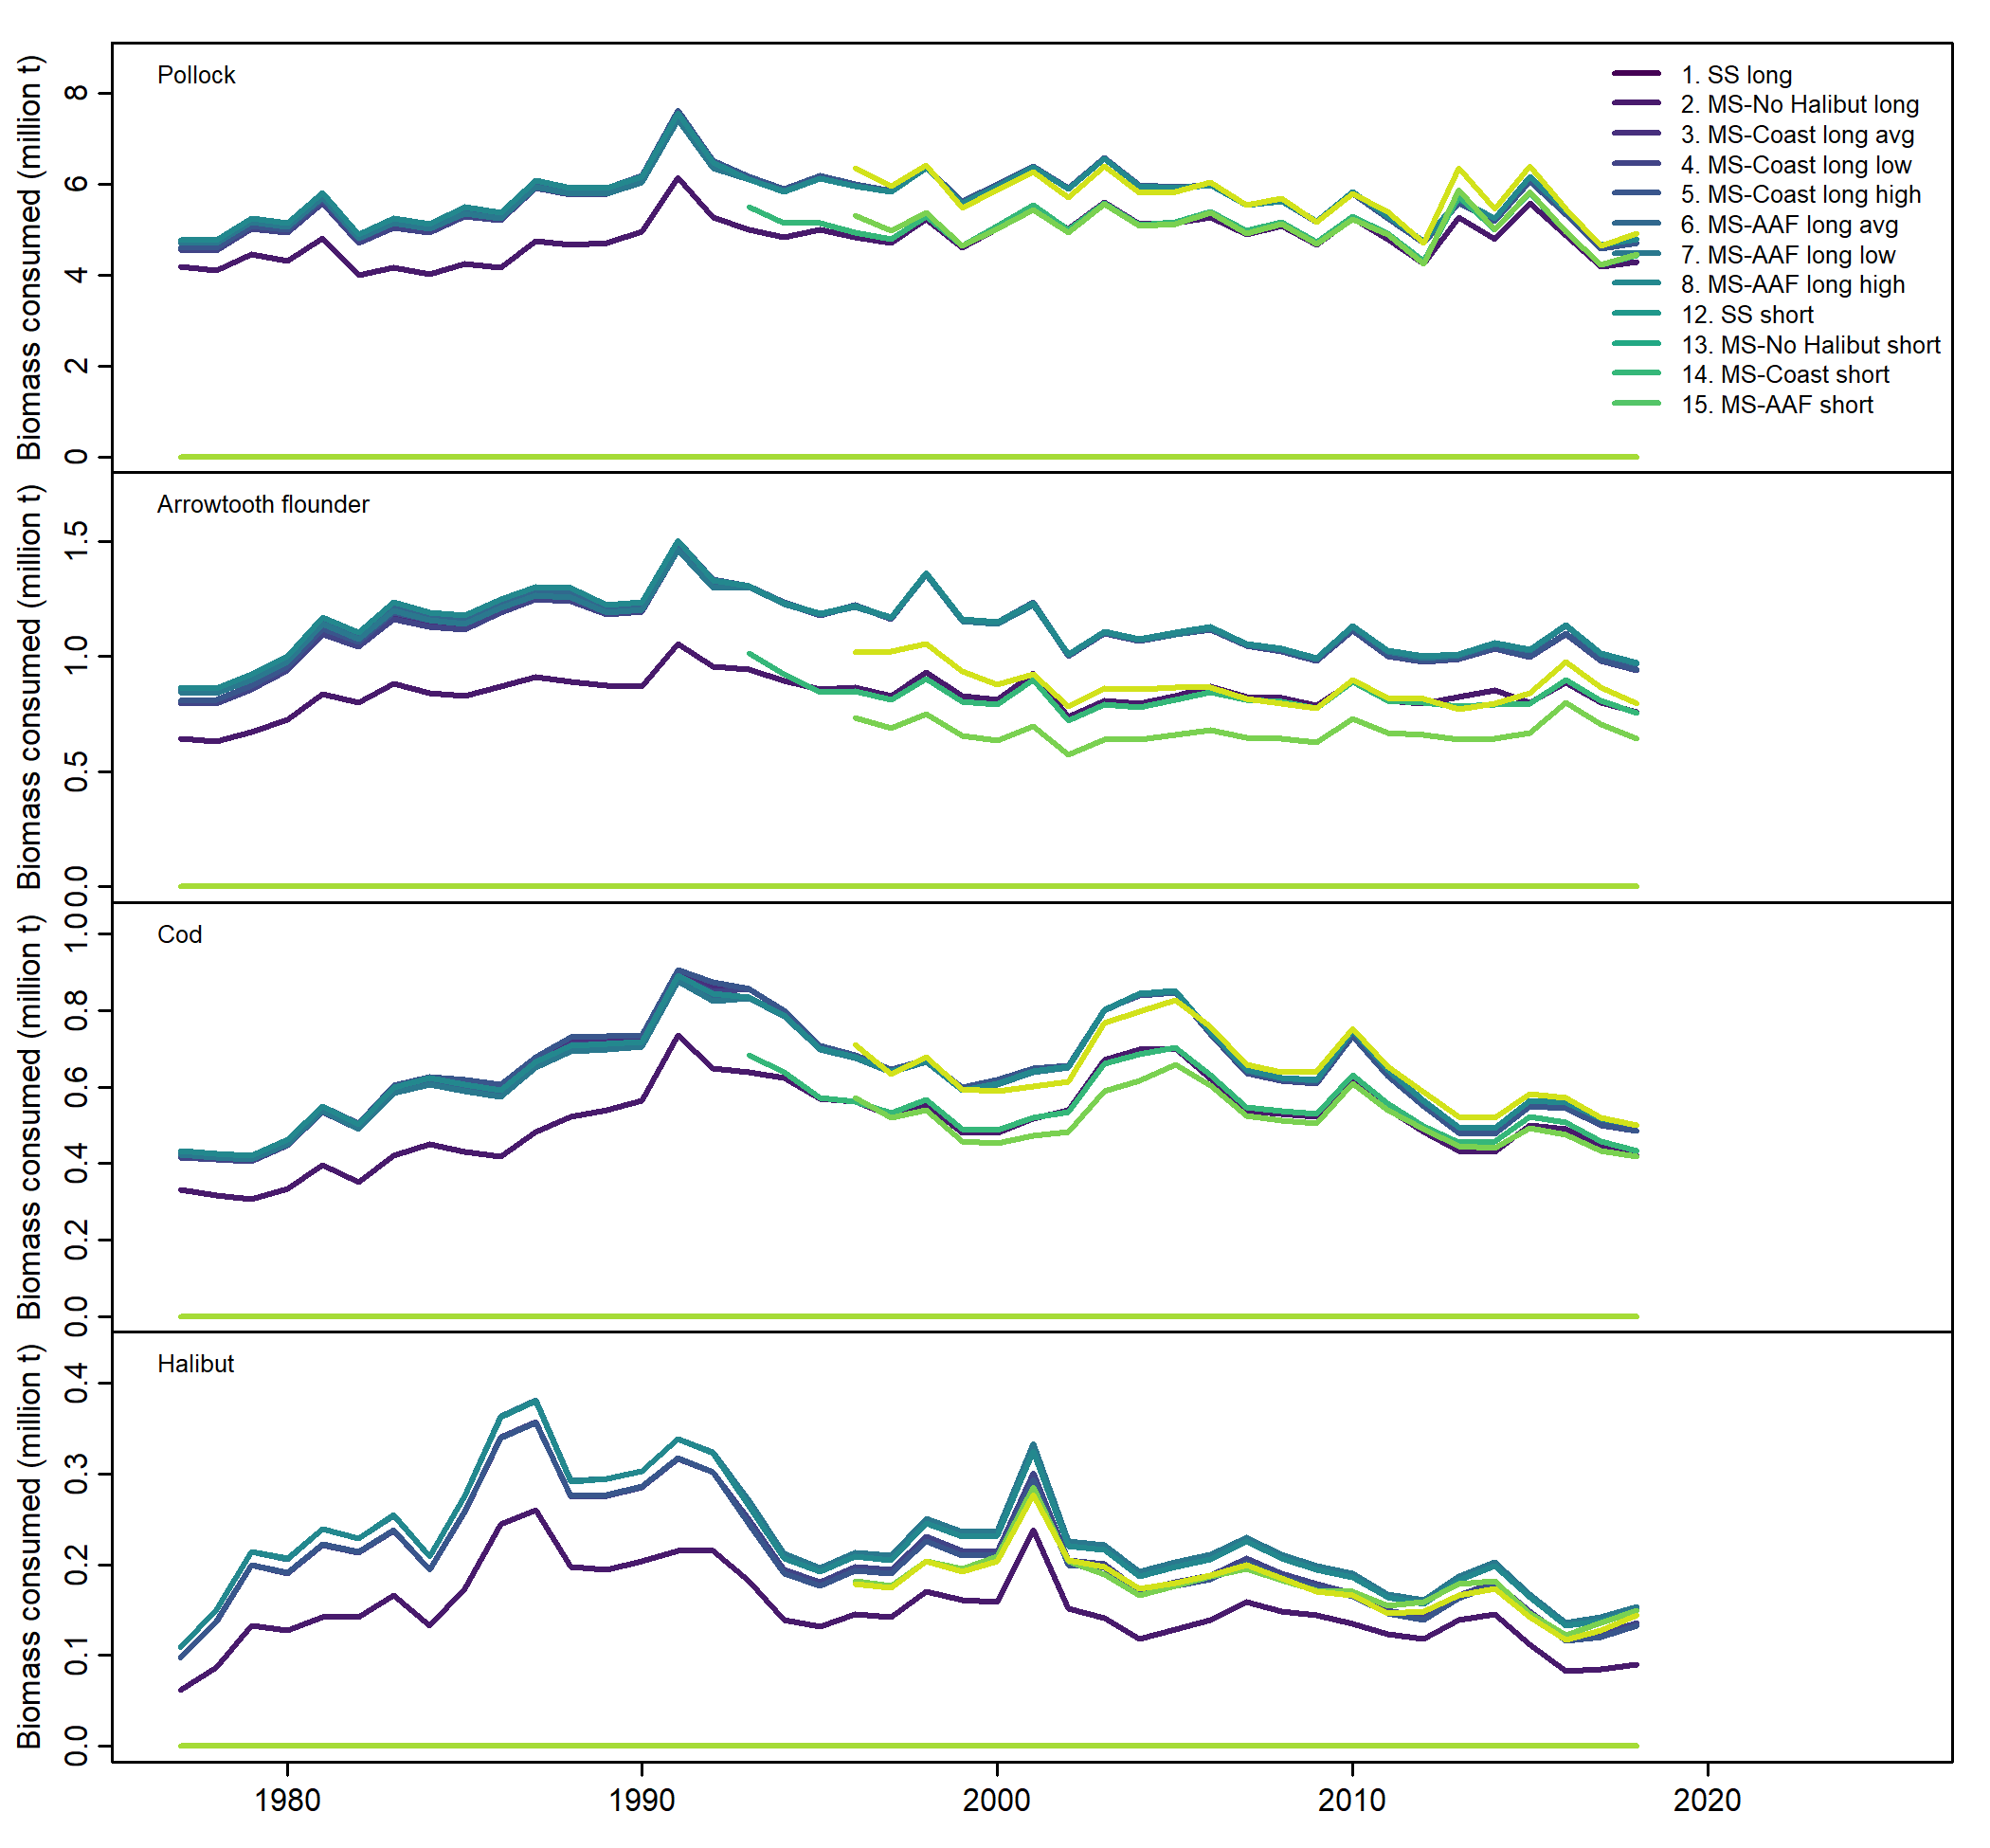 Biomass consumed (million t)
8
6
4
2
0
Pollock
1. SS long
2. MS-No Halibut long
3. MS-Coast long avg
4. MS-Coast long low
5. MS-Coast long high
6. MS-AAF long avg
7. MS-AAF long low
8. MS-AAF long high
12. SS short
13. MS-No Halibut short
14. MS-Coast short
15. MS-AAF short
Biomass consumed (million t)
1.5
1.0
0.5
0.0
Arrowtooth flounder
Biomass consumed (million t)
1.0
0.8
0.6
0.4
0.2
0.0
Cod
Biomass consumed (million t)
0.4
0.3
0.2
0.1
0.0
Halibut
1980 1990 2000 2010 2020